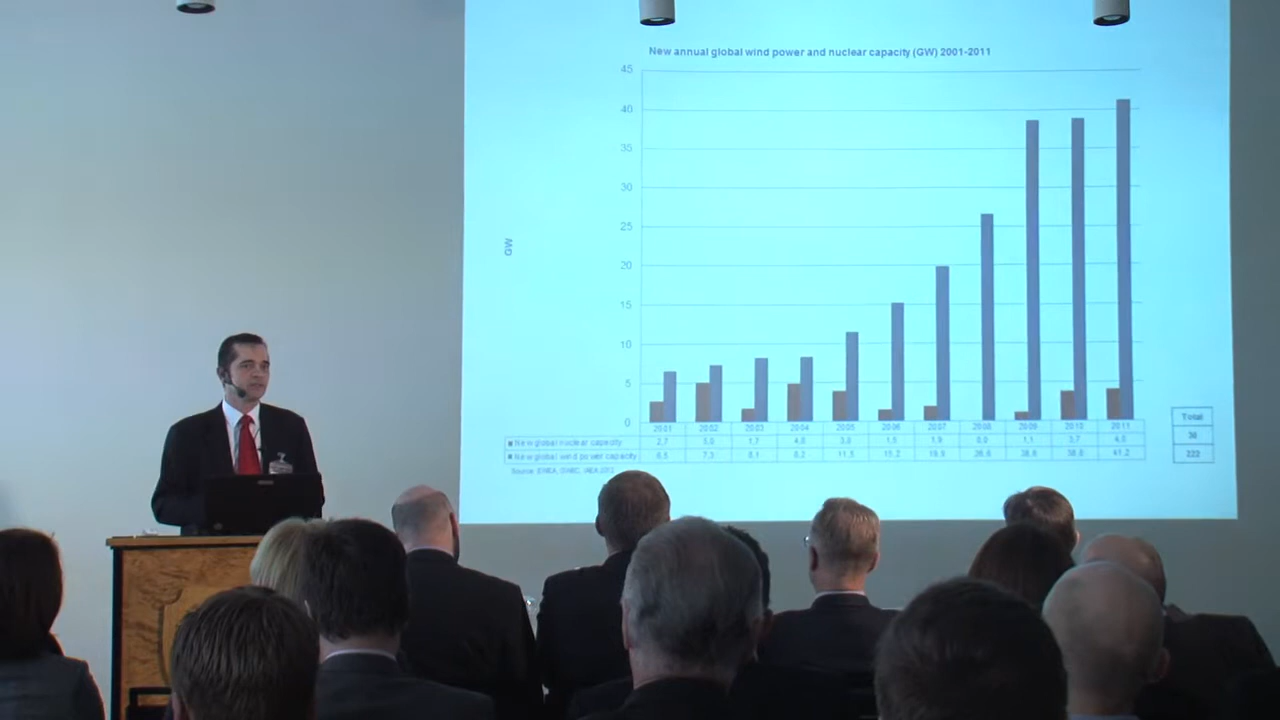 New annual global wind power and nuclear capacity (GW) 2001-2011
45
40
35
30
25
20
15
10
5
0
GW
2001 2002 2003 2004 2005 2006 2007 2008 2009 2010 2011
New global nuclear capacity 2,7 5,0 1,7 4,8 3,8 1,5 1,9 0,0 1,1 3,7
New global wind power capacity 6,5 7,3 8,1 8,2 11,5 15,2 19,9 26,6 38,6 38,8 41,2
Total
30
222
Source: